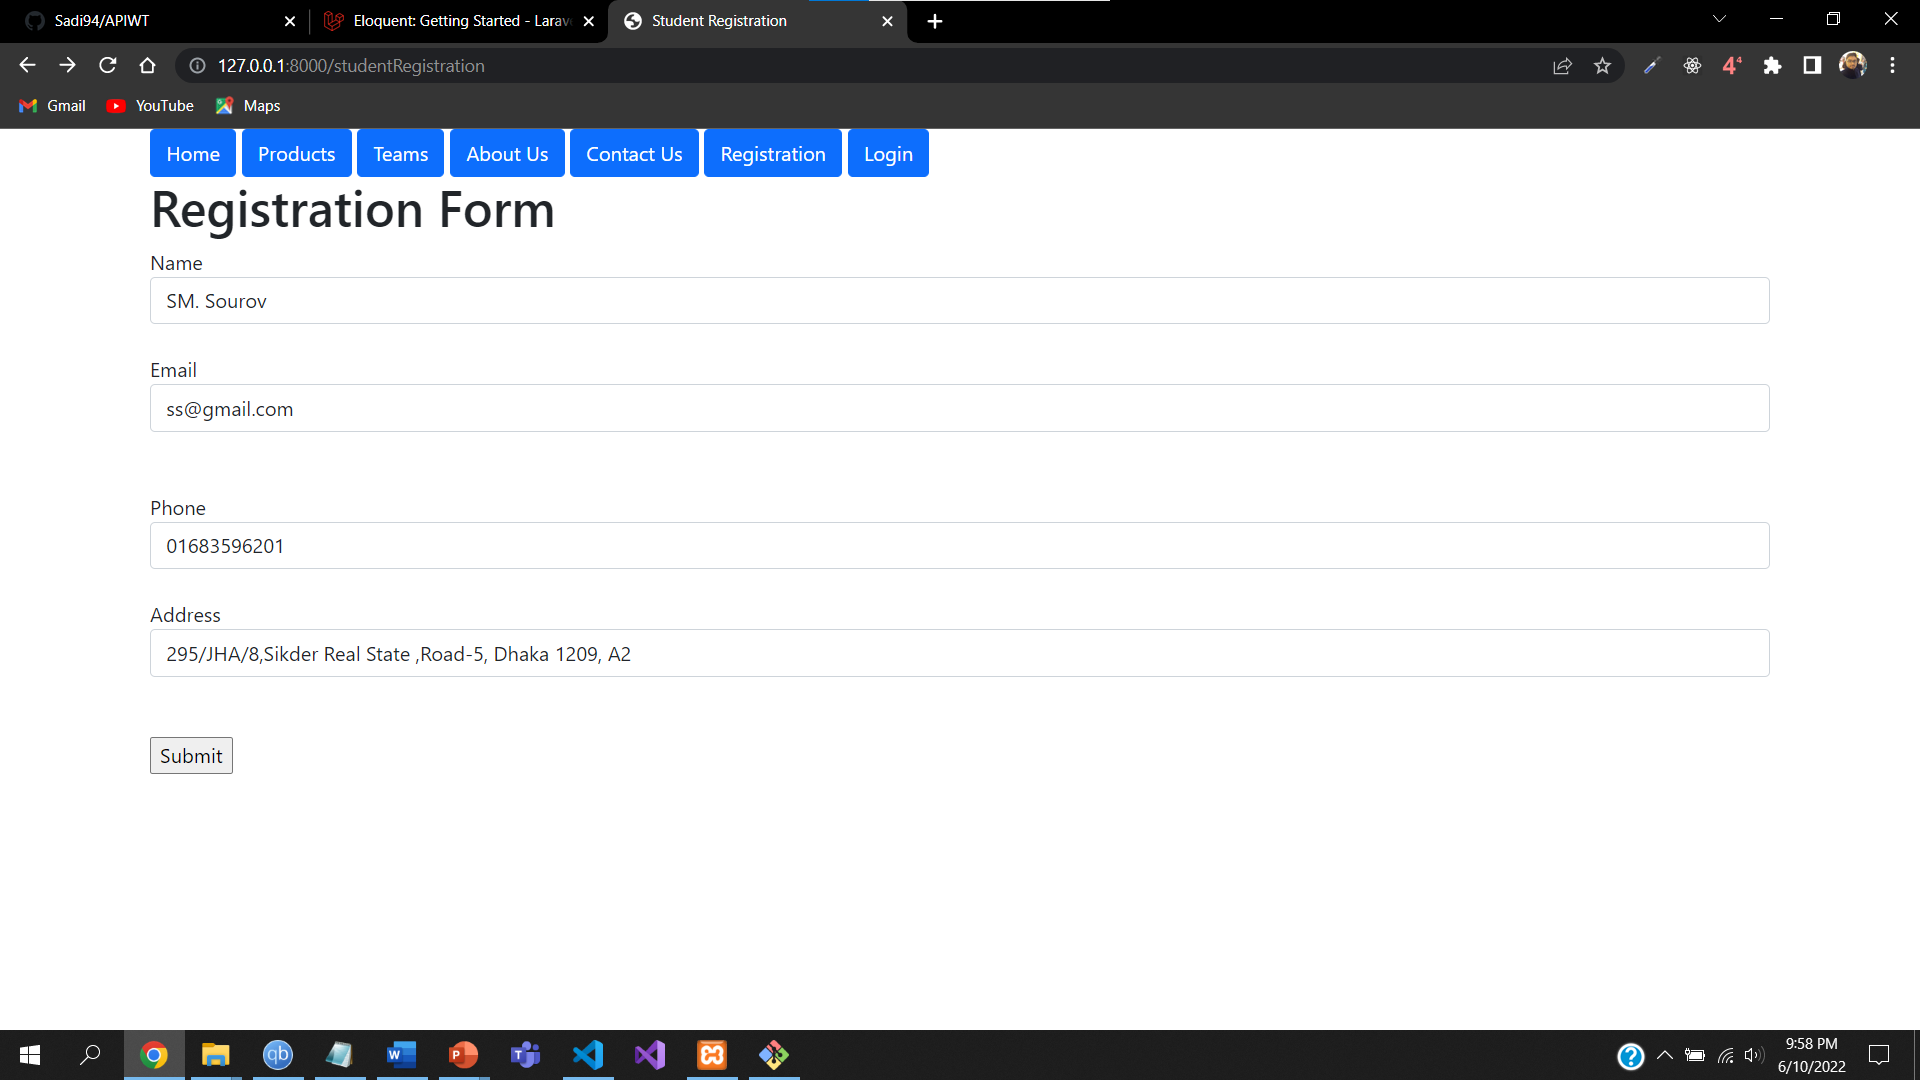 Sadi94/APIWT
Eloquent: Getting Started - Larave
Student Registration
127.0.0.1:8000/studentRegistration
4⁴
Gmail YouTube Maps
Home Products Teams About Us Contact Us Registration Login
Registration Form
Name
SM. Sourov
Email
ss@gmail.com
Phone
01683596201
Address
295/JHA/8,Sikder Real State ,Road-5, Dhaka 1209, A2
Submit
9:58 PM
6/10/2022